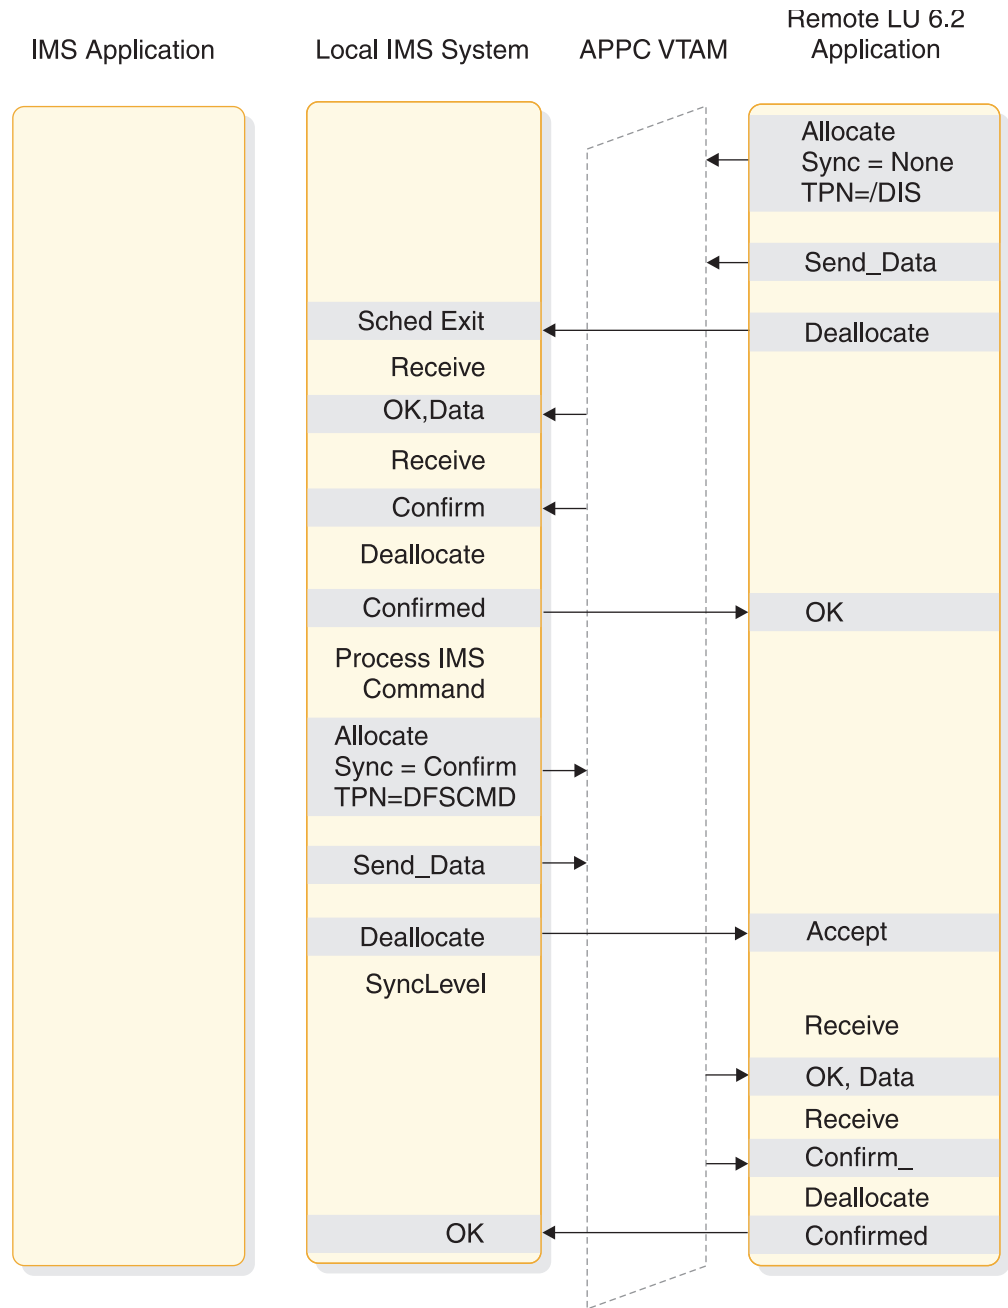 IMS Application
Local IMS System
APPC VTAM
Remote LU 6.2
Application
Allocate
Sync = None
TPN=/DIS
Send_Data
Sched Exit
Deallocate
Receive
OK,Data
Receive
Confirm
Deallocate
Confirmed
OK
Process IMS
Command
Allocate
Sync = Confirm
TPN=DFSCMD
Send_Data
Deallocate
Accept
SyncLevel
Receive
OK, Data
Receive
Confirm_
Deallocate
OK
Confirmed